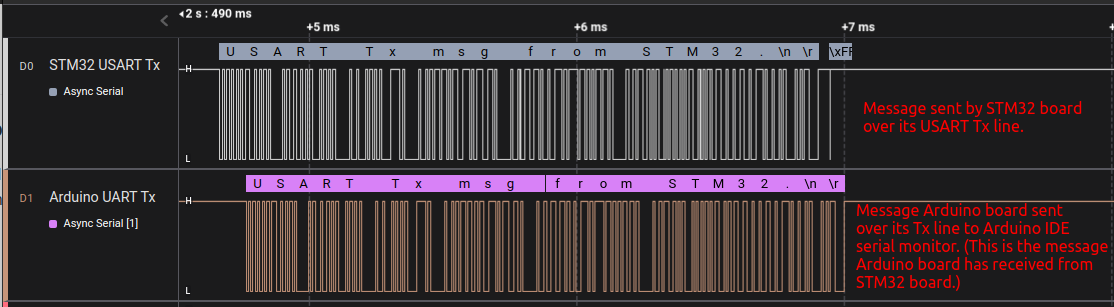 2 s : 490 ms
+5 ms
+6 ms
+7 ms
U S A R T T x m s g f r o m S T M 3 2 . \n \r \xFF
D0
STM32 USART Tx
Async Serial
H
L
Message sent by STM32 board
over its USART Tx line.
U S A R T T x m s g f r o m S T M 3 2 . \n \r
D1
Arduino UART Tx
Async Serial [1]
H
L
Message Arduino board sent
over its Tx line to Arduino IDE
serial monitor. (This is the message
Arduino board has received from
STM32 board.)